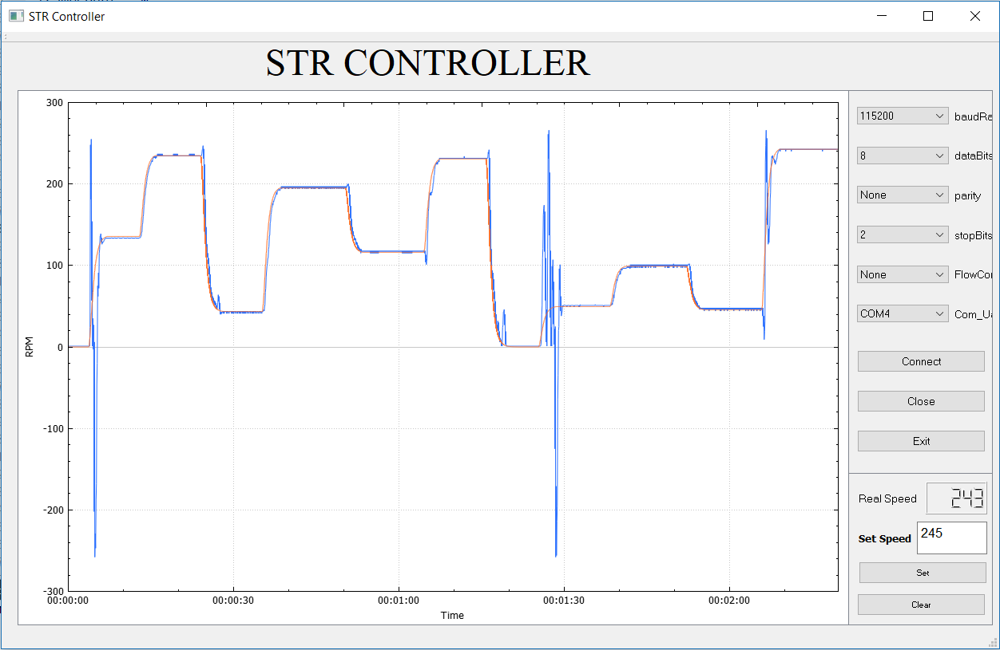 STR Controller
STR CONTROLLER
300
200
100
0
-100
-200
-300
RPM
00:00:00
00:00:30
00:01:00
00:01:30
00:02:00
Time
115200 baudRa
8 dataBits
None parity
2 stopBits
None FlowCor
COM4 Com_Ua
Connect
Close
Exit
Real Speed 243
Set Speed 245
Set
Clear